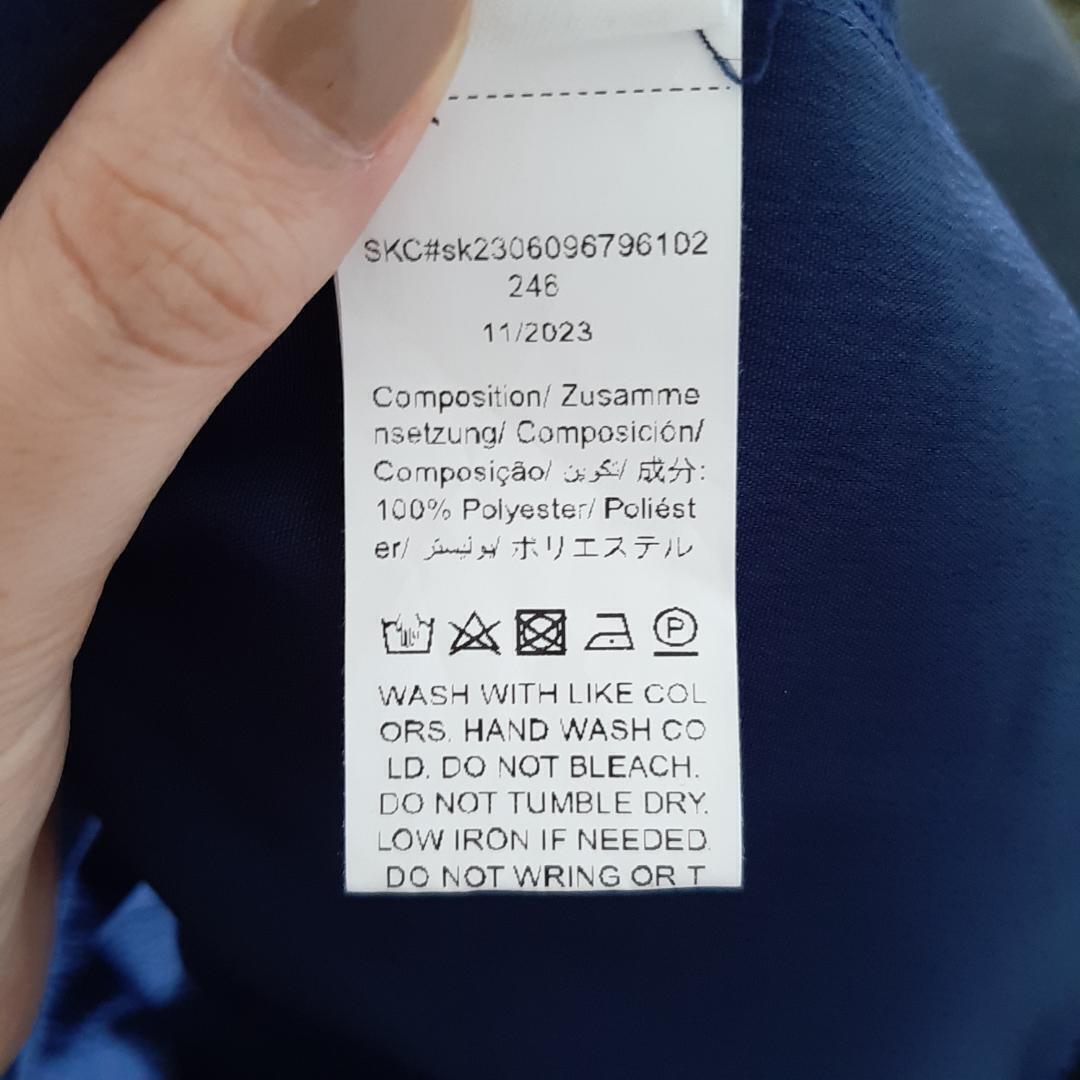 SKC#sk2306096796102
246
11/2023
Composition/ Zusamme
nsetzung/ Composición/
Composição/ تكوين/ 成分:
100% Polyester/ Poliést
er/ بوليستر/ ポリエステル
P
WASH WITH LIKE COL
ORS. HAND WASH CO
LD. DO NOT BLEACH.
DO NOT TUMBLE DRY.
LOW IRON IF NEEDED.
DO NOT WRING OR T